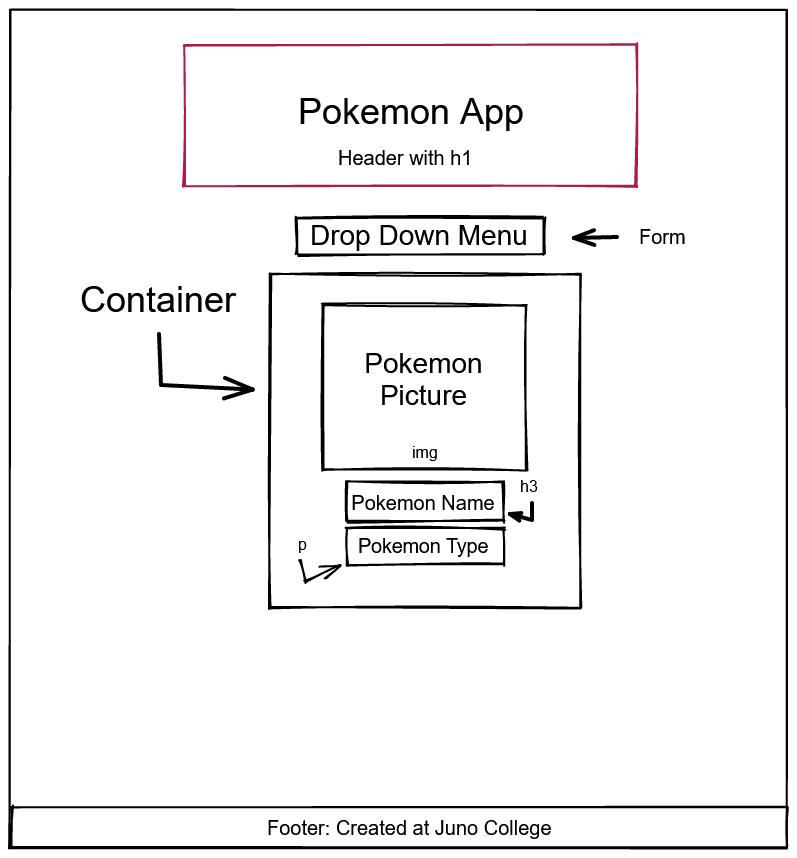 Pokemon App
Header with h1
Drop Down Menu
Form
Container
Pokemon
Picture
img
h3
Pokemon Name
p
Pokemon Type
Footer: Created at Juno College